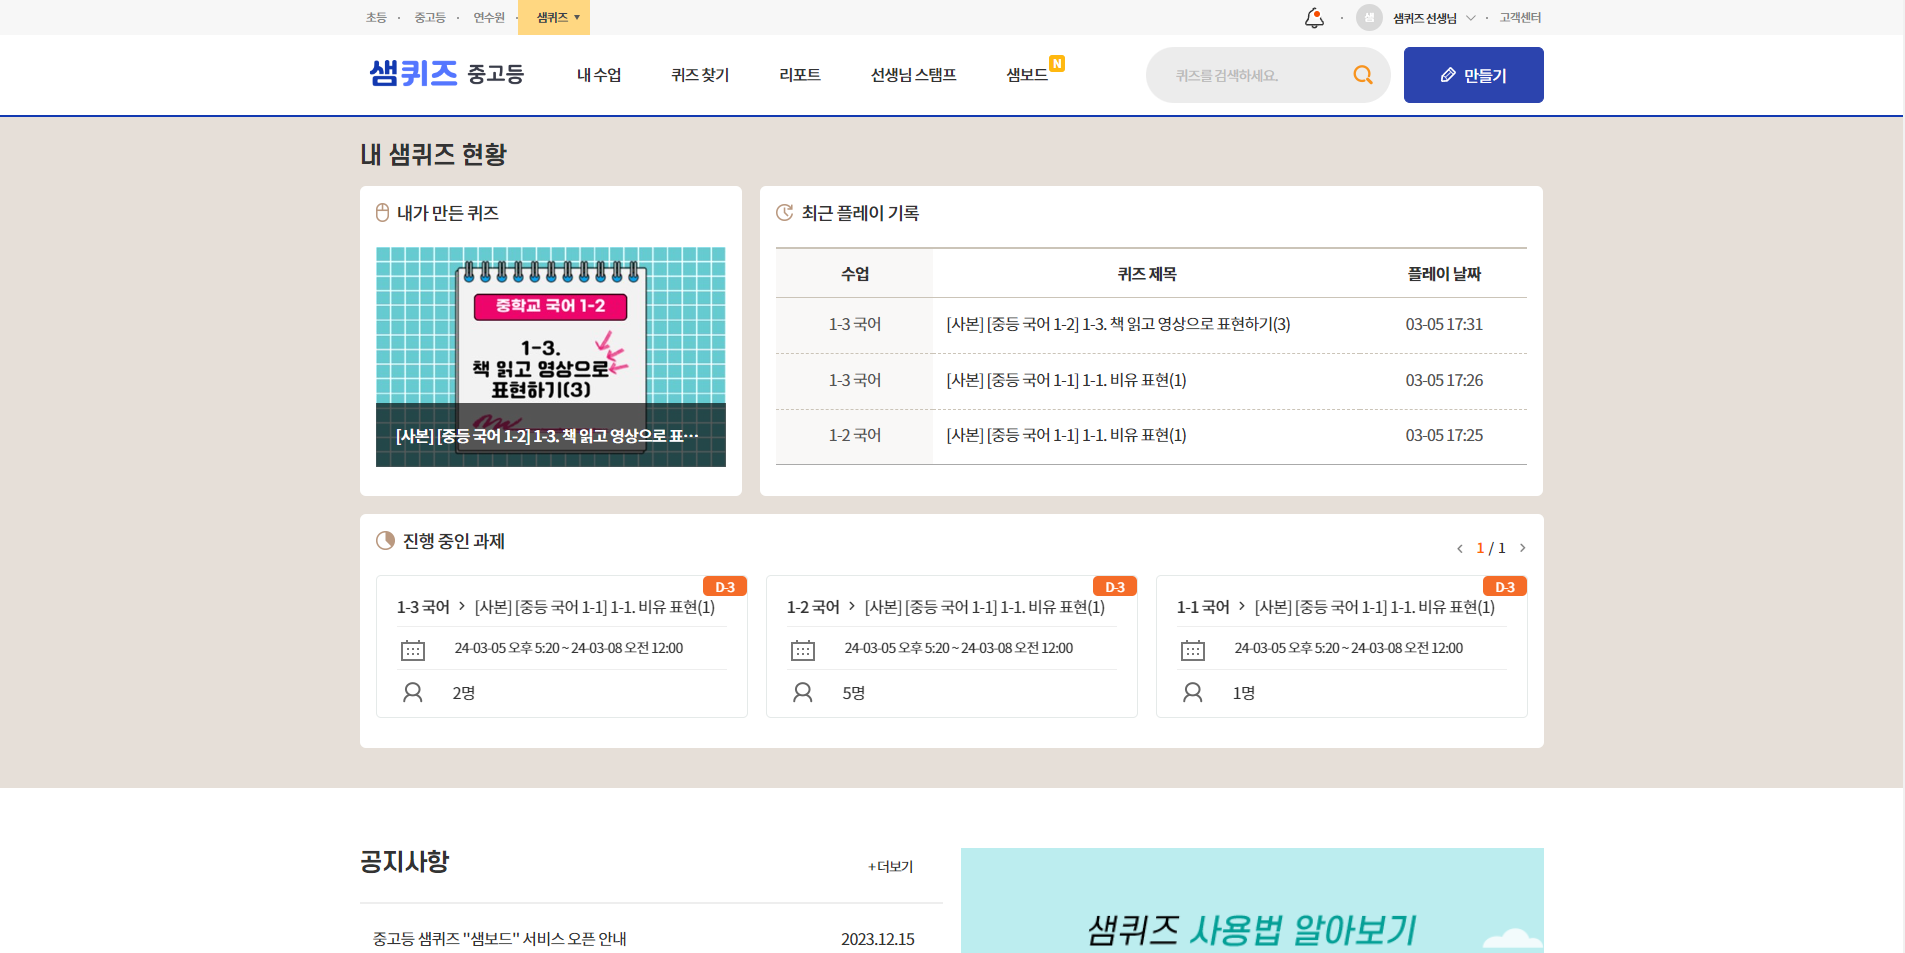 초등 · 중고등 · 연수원 · 샘퀴즈 ▾
샘 샘퀴즈 선생님 · 고객센터
샘퀴즈 중고등
내 수업 퀴즈 찾기 리포트 선생님 스탬프 샘보드 N
퀴즈를 검색하세요.
만들기
내 샘퀴즈 현황
내가 만든 퀴즈
중학교 국어 1-2
1-3.
책 읽고 영상으로
표현하기(3)
[사본] [중등 국어 1-2] 1-3. 책 읽고 영상으로 표…
최근 플레이 기록
수업 퀴즈 제목 플레이 날짜
1-3 국어 [사본] [중등 국어 1-2] 1-3. 책 읽고 영상으로 표현하기(3) 03-05 17:31
1-3 국어 [사본] [중등 국어 1-1] 1-1. 비유 표현(1) 03-05 17:26
1-2 국어 [사본] [중등 국어 1-1] 1-1. 비유 표현(1) 03-05 17:25
진행 중인 과제
< 1 / 1 >
D-3
1-3 국어 > [사본] [중등 국어 1-1] 1-1. 비유 표현(1)
24-03-05 오후 5:20 ~ 24-03-08 오전 12:00
2명
D-3
1-2 국어 > [사본] [중등 국어 1-1] 1-1. 비유 표현(1)
24-03-05 오후 5:20 ~ 24-03-08 오전 12:00
5명
D-3
1-1 국어 > [사본] [중등 국어 1-1] 1-1. 비유 표현(1)
24-03-05 오후 5:20 ~ 24-03-08 오전 12:00
1명
공지사항
+ 더보기
중고등 샘퀴즈 "샘보드" 서비스 오픈 안내 2023.12.15
샘퀴즈 사용법 알아보기